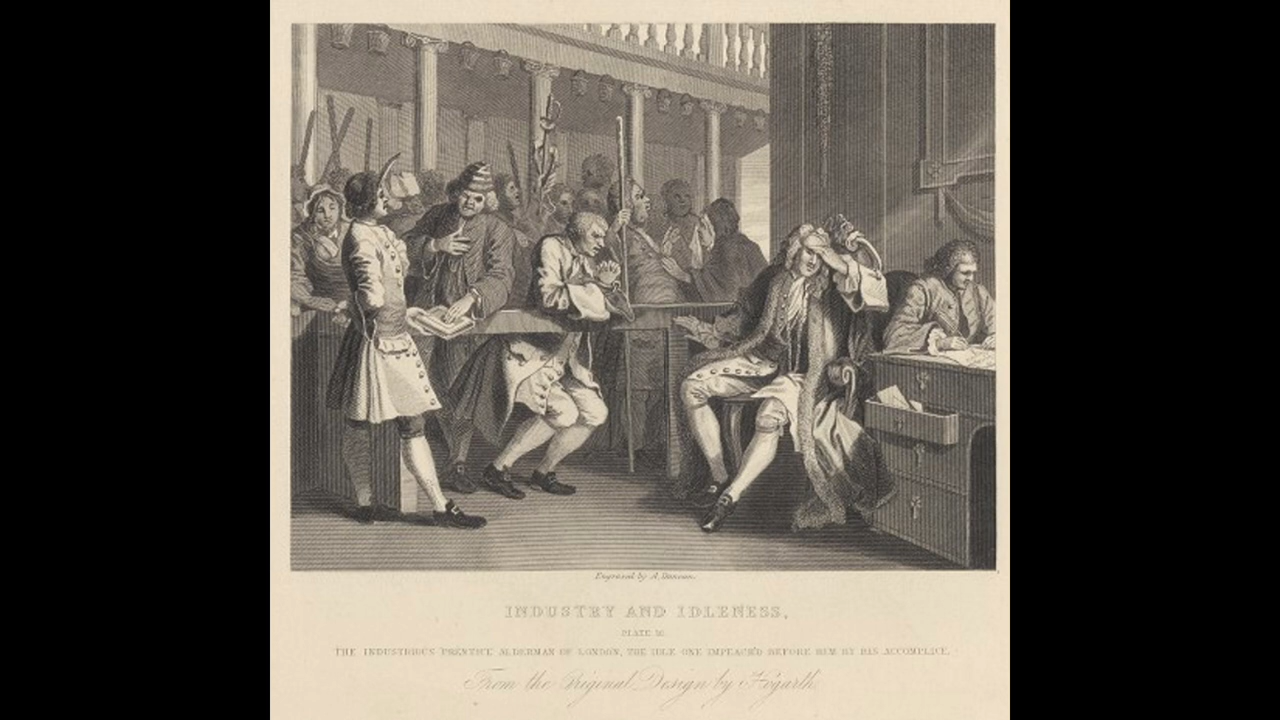 Engraved by A. Duncan.
INDUSTRY AND IDLENESS,
PLATE 10.
THE INDUSTRIOUS 'PRENTICE ALDERMAN OF LONDON, THE IDLE ONE IMPEACH'D BEFORE HIM BY HIS ACCOMPLICE.
From the Original Design by Hogarth